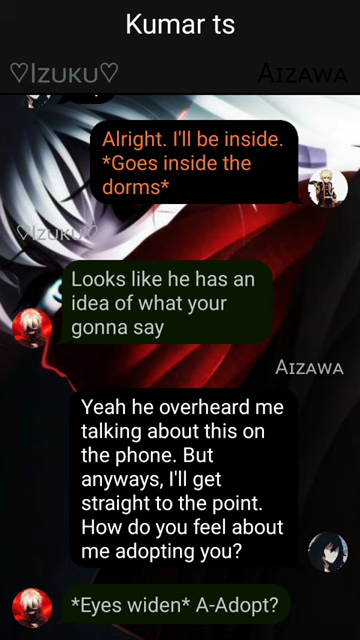 Kumar ts
♡Izuku♡
Aizawa
Alright. I'll be inside.
*Goes inside the
dorms*
♡Izuku♡
Looks like he has an
idea of what your
gonna say
Aizawa
Yeah he overheard me
talking about this on
the phone. But
anyways, I'll get
straight to the point.
How do you feel about
me adopting you?
*Eyes widen* A-Adopt?